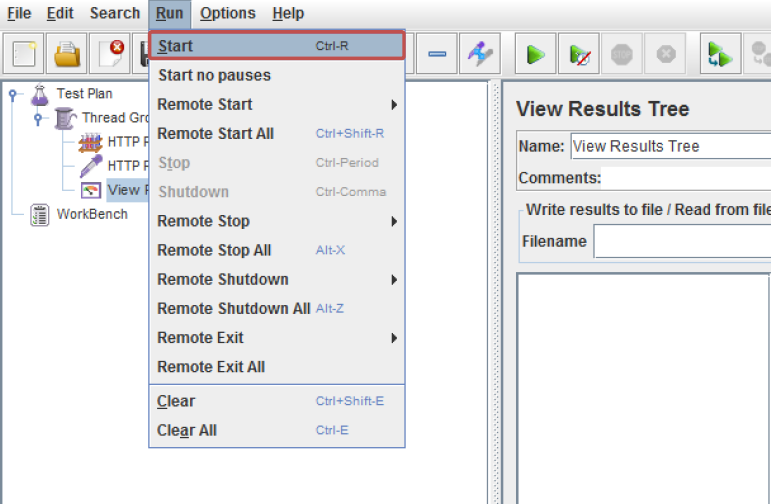 File Edit Search Run Options Help
Start Ctrl-R
Start no pauses
Remote Start
Remote Start All Ctrl+Shift-R
Stop Ctrl-Period
Shutdown Ctrl-Comma
Remote Stop
Remote Stop All Alt-X
Remote Shutdown
Remote Shutdown All Alt-Z
Remote Exit
Remote Exit All
Clear Ctrl+Shift-E
Clear All Ctrl-E
Test Plan
Thread Gro
HTTP P
HTTP P
View R
WorkBench
STOP
View Results Tree
Name: View Results Tree
Comments:
Write results to file / Read from file
Filename